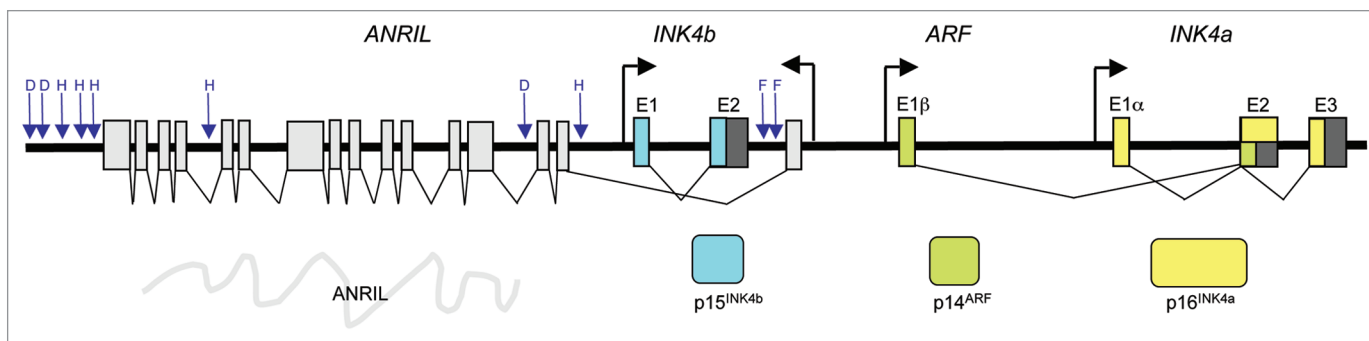 ANRIL INK4b ARF INK4a
D D H H H H D H F F
E1 E2 E1β E1α E2 E3
ANRIL
p15INK4b p14ARF p16INK4a